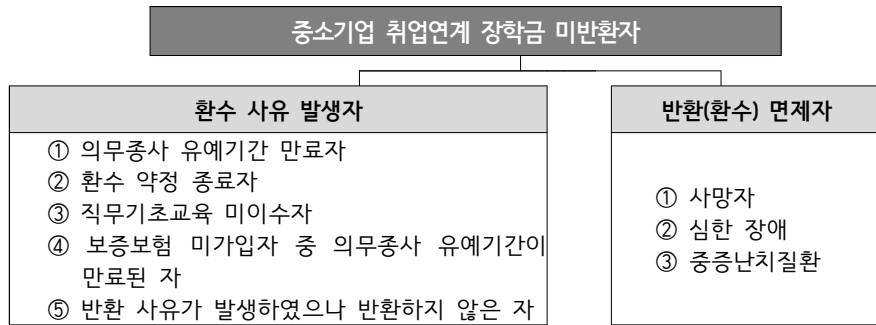 중소기업 취업연계 장학금 미반환자
환수 사유 발생자
① 의무종사 유예기간 만료자
② 환수 약정 종료자
③ 직무기초교육 미이수자
④ 보증보험 미가입자 중 의무종사 유예기간이
만료된 자
⑤ 반환 사유가 발생하였으나 반환하지 않은 자
반환(환수) 면제자
① 사망자
② 심한 장애
③ 중증난치질환